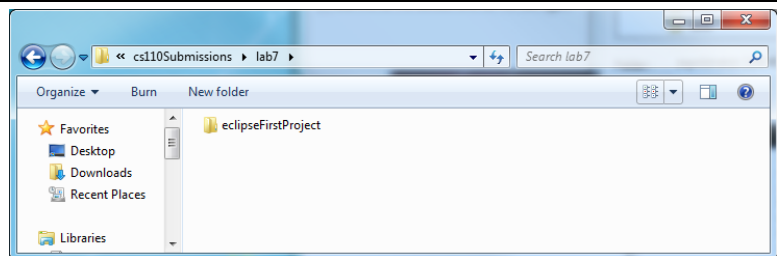 « cs110Submissions ▸ lab7 ▸ Search lab7
Organize ▾ Burn New folder
Favorites
Desktop
Downloads
Recent Places
Libraries
eclipseFirstProject